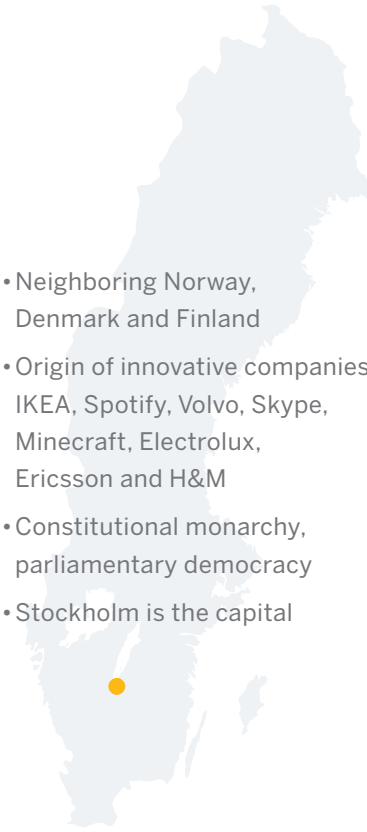 • Neighboring Norway,
Denmark and Finland
• Origin of innovative companies
IKEA, Spotify, Volvo, Skype,
Minecraft, Electrolux,
Ericsson and H&M
• Constitutional monarchy,
parliamentary democracy
• Stockholm is the capital